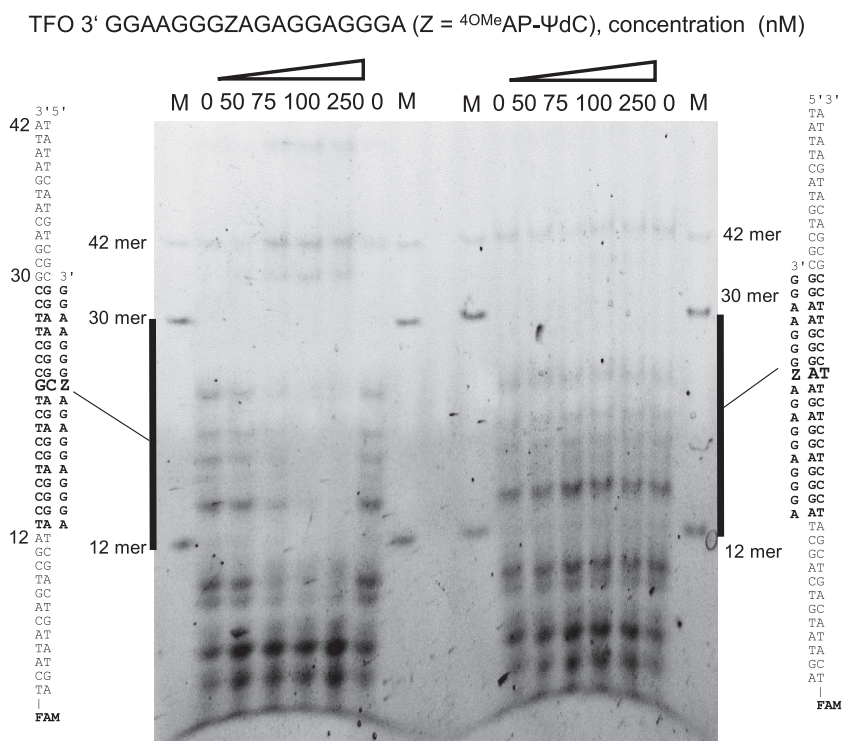 TFO 3‘ GGAAGGGZAGAGGAGGGA (Z = 4OMeAP-ΨdC), concentration (nM)
M 0 50 75 100 250 0 M
M 0 50 75 100 250 0 M
3'5'
42 AT
TA
AT
AT
GC
TA
AT
CG
AT
GC
CG
30 GC 3'
CG G
CG G
TA A
TA A
CG G
CG G
CG G
GC Z
TA A
CG G
TA A
CG G
CG G
TA A
CG G
CG G
CG G
TA A
12 AT
GC
CG
TA
GC
AT
CG
AT
TA
AT
CG
TA
FAM
42 mer
30 mer
12 mer
42 mer
30 mer
12 mer
5'3'
TA
AT
TA
TA
CG
AT
TA
GC
TA
CG
GC
3' CG
G GC
G GC
A AT
A AT
G GC
G GC
G GC
Z AT
A AT
G GC
A AT
G GC
G GC
A AT
G GC
G GC
G GC
A AT
TA
CG
GC
AT
CG
TA
GC
TA
AT
TA
GC
AT
FAM